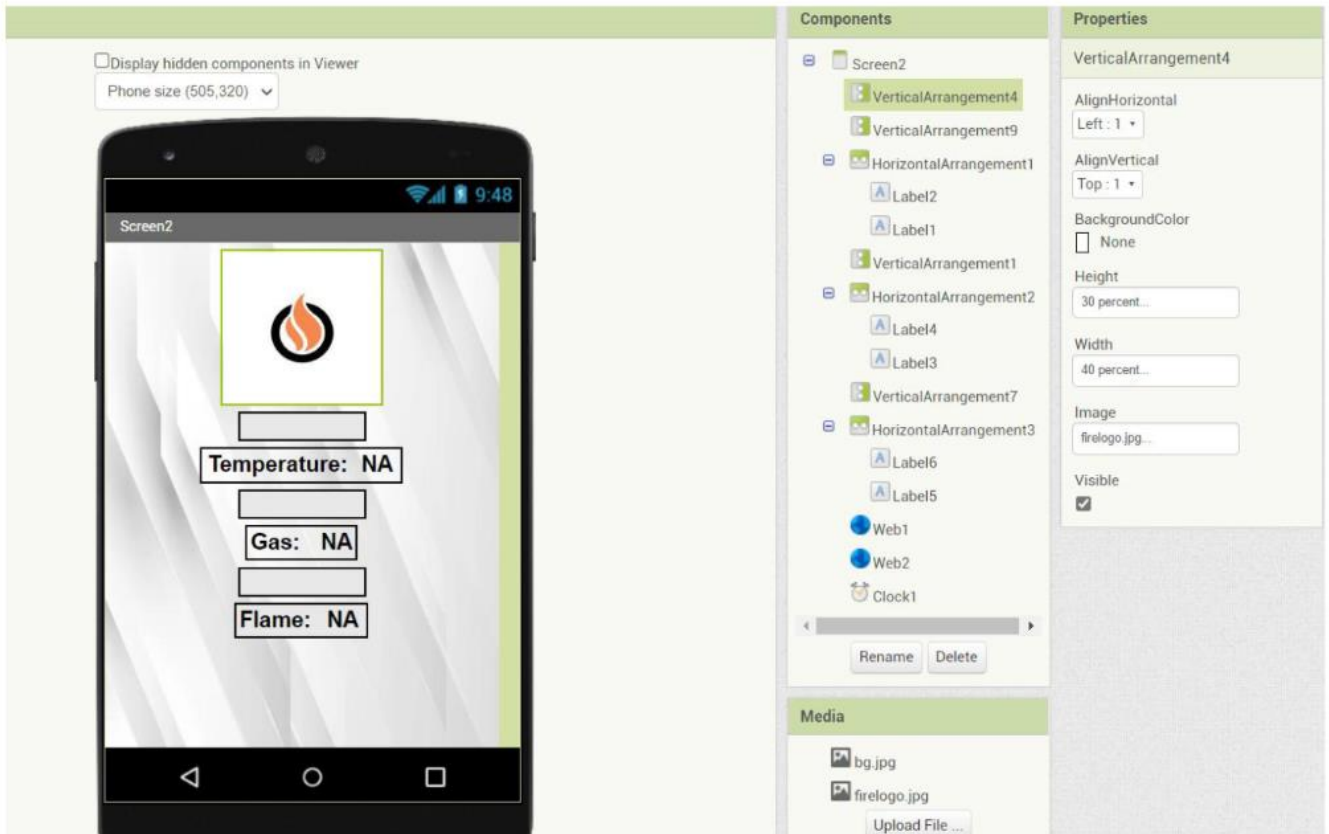 Display hidden components in Viewer
Phone size (505,320)
9:48
Screen2
Temperature: NA
Gas: NA
Flame: NA
Components
Screen2
VerticalArrangement4
VerticalArrangement9
HorizontalArrangement1
Label2
Label1
VerticalArrangement1
HorizontalArrangement2
Label4
Label3
VerticalArrangement7
HorizontalArrangement3
Label6
Label5
Web1
Web2
Clock1
Rename Delete
Media
bg.jpg
firelogo.jpg
Upload File ...
Properties
VerticalArrangement4
AlignHorizontal
Left : 1
AlignVertical
Top : 1
BackgroundColor
None
Height
30 percent...
Width
40 percent...
Image
firelogo.jpg...
Visible